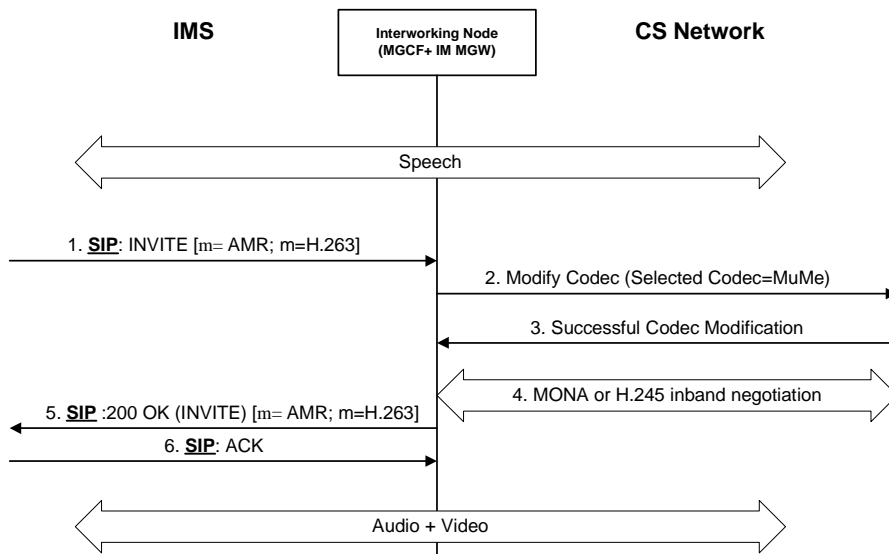 IMS
Interworking Node
(MGCF+ IM MGW)
CS Network
Speech
1. SIP: INVITE [m= AMR; m=H.263]
2. Modify Codec (Selected Codec=MuMe)
3. Successful Codec Modification
4. MONA or H.245 inband negotiation
5. SIP :200 OK (INVITE) [m= AMR; m=H.263]
6. SIP: ACK
Audio + Video